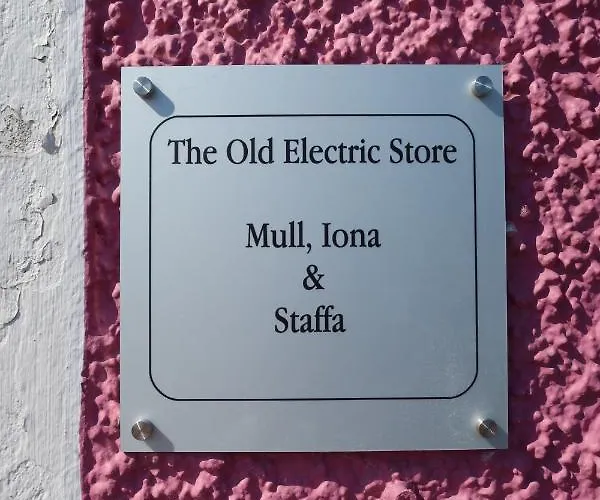 The Old Electric Store
Mull, Iona
&
Staffa